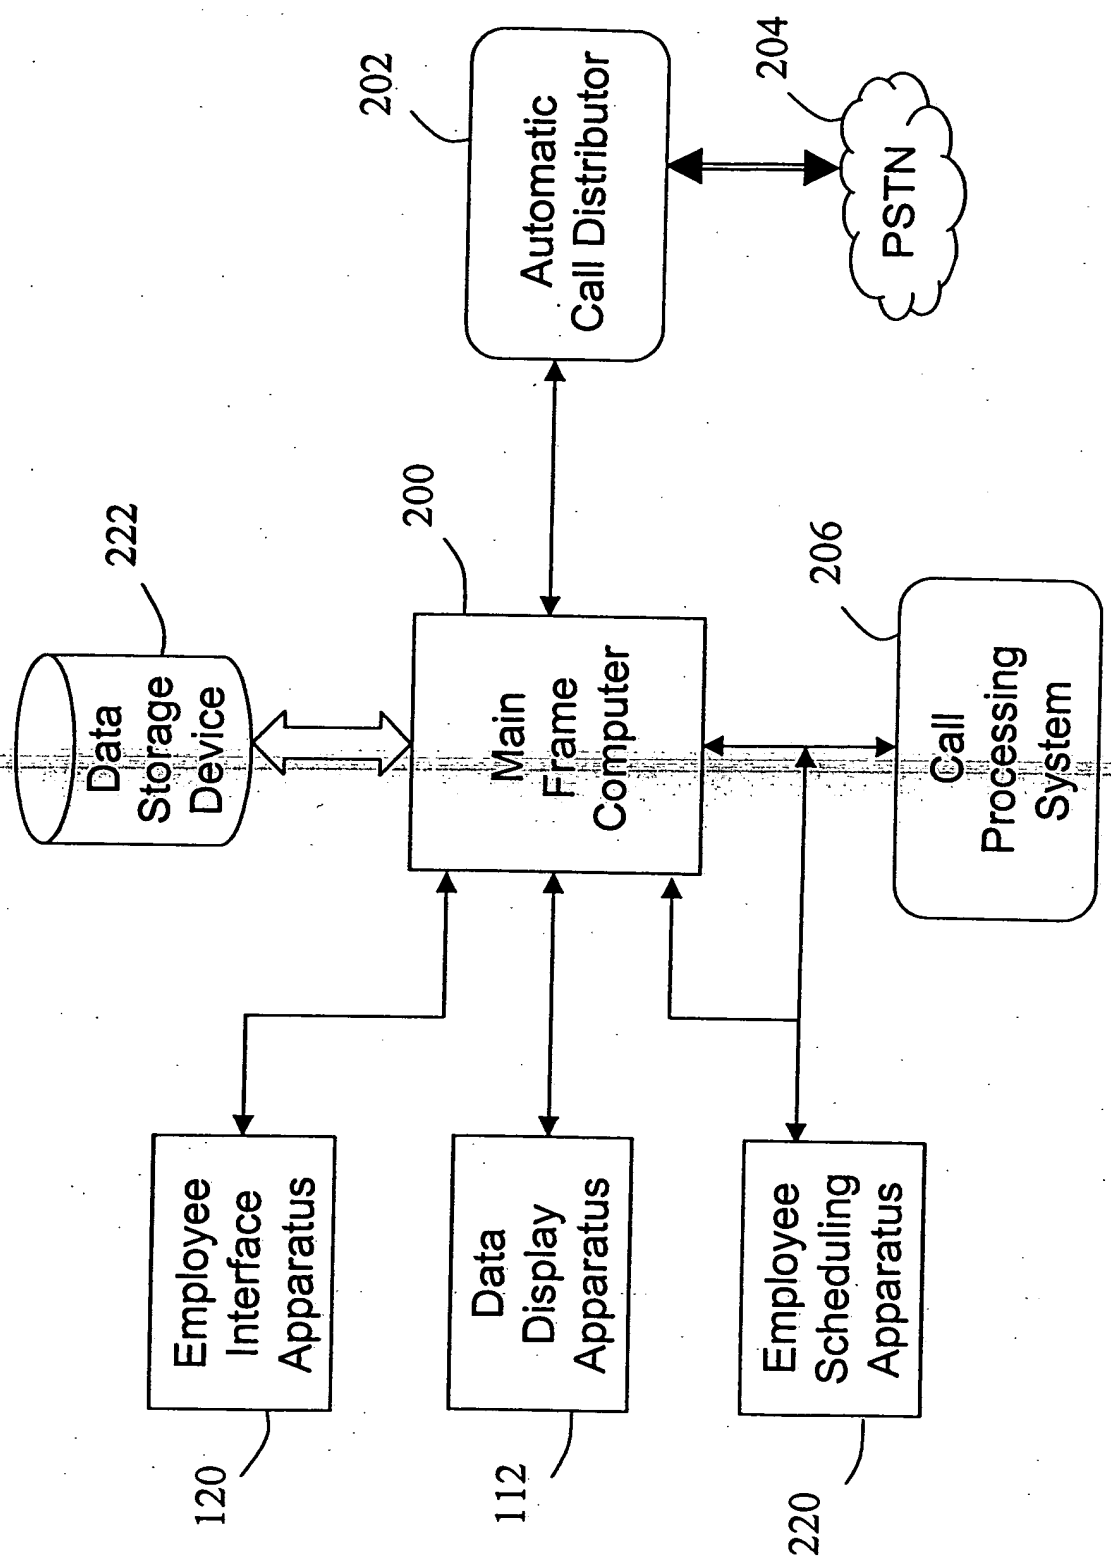 222
Data
Storage
Device
120
Employee
Interface
Apparatus
202
200
112
Data
Display
Apparatus
Main
Frame
Computer
Automatic
Call Distributor
204
PSTN
220
Employee
Scheduling
Apparatus
206
Call
Processing
System